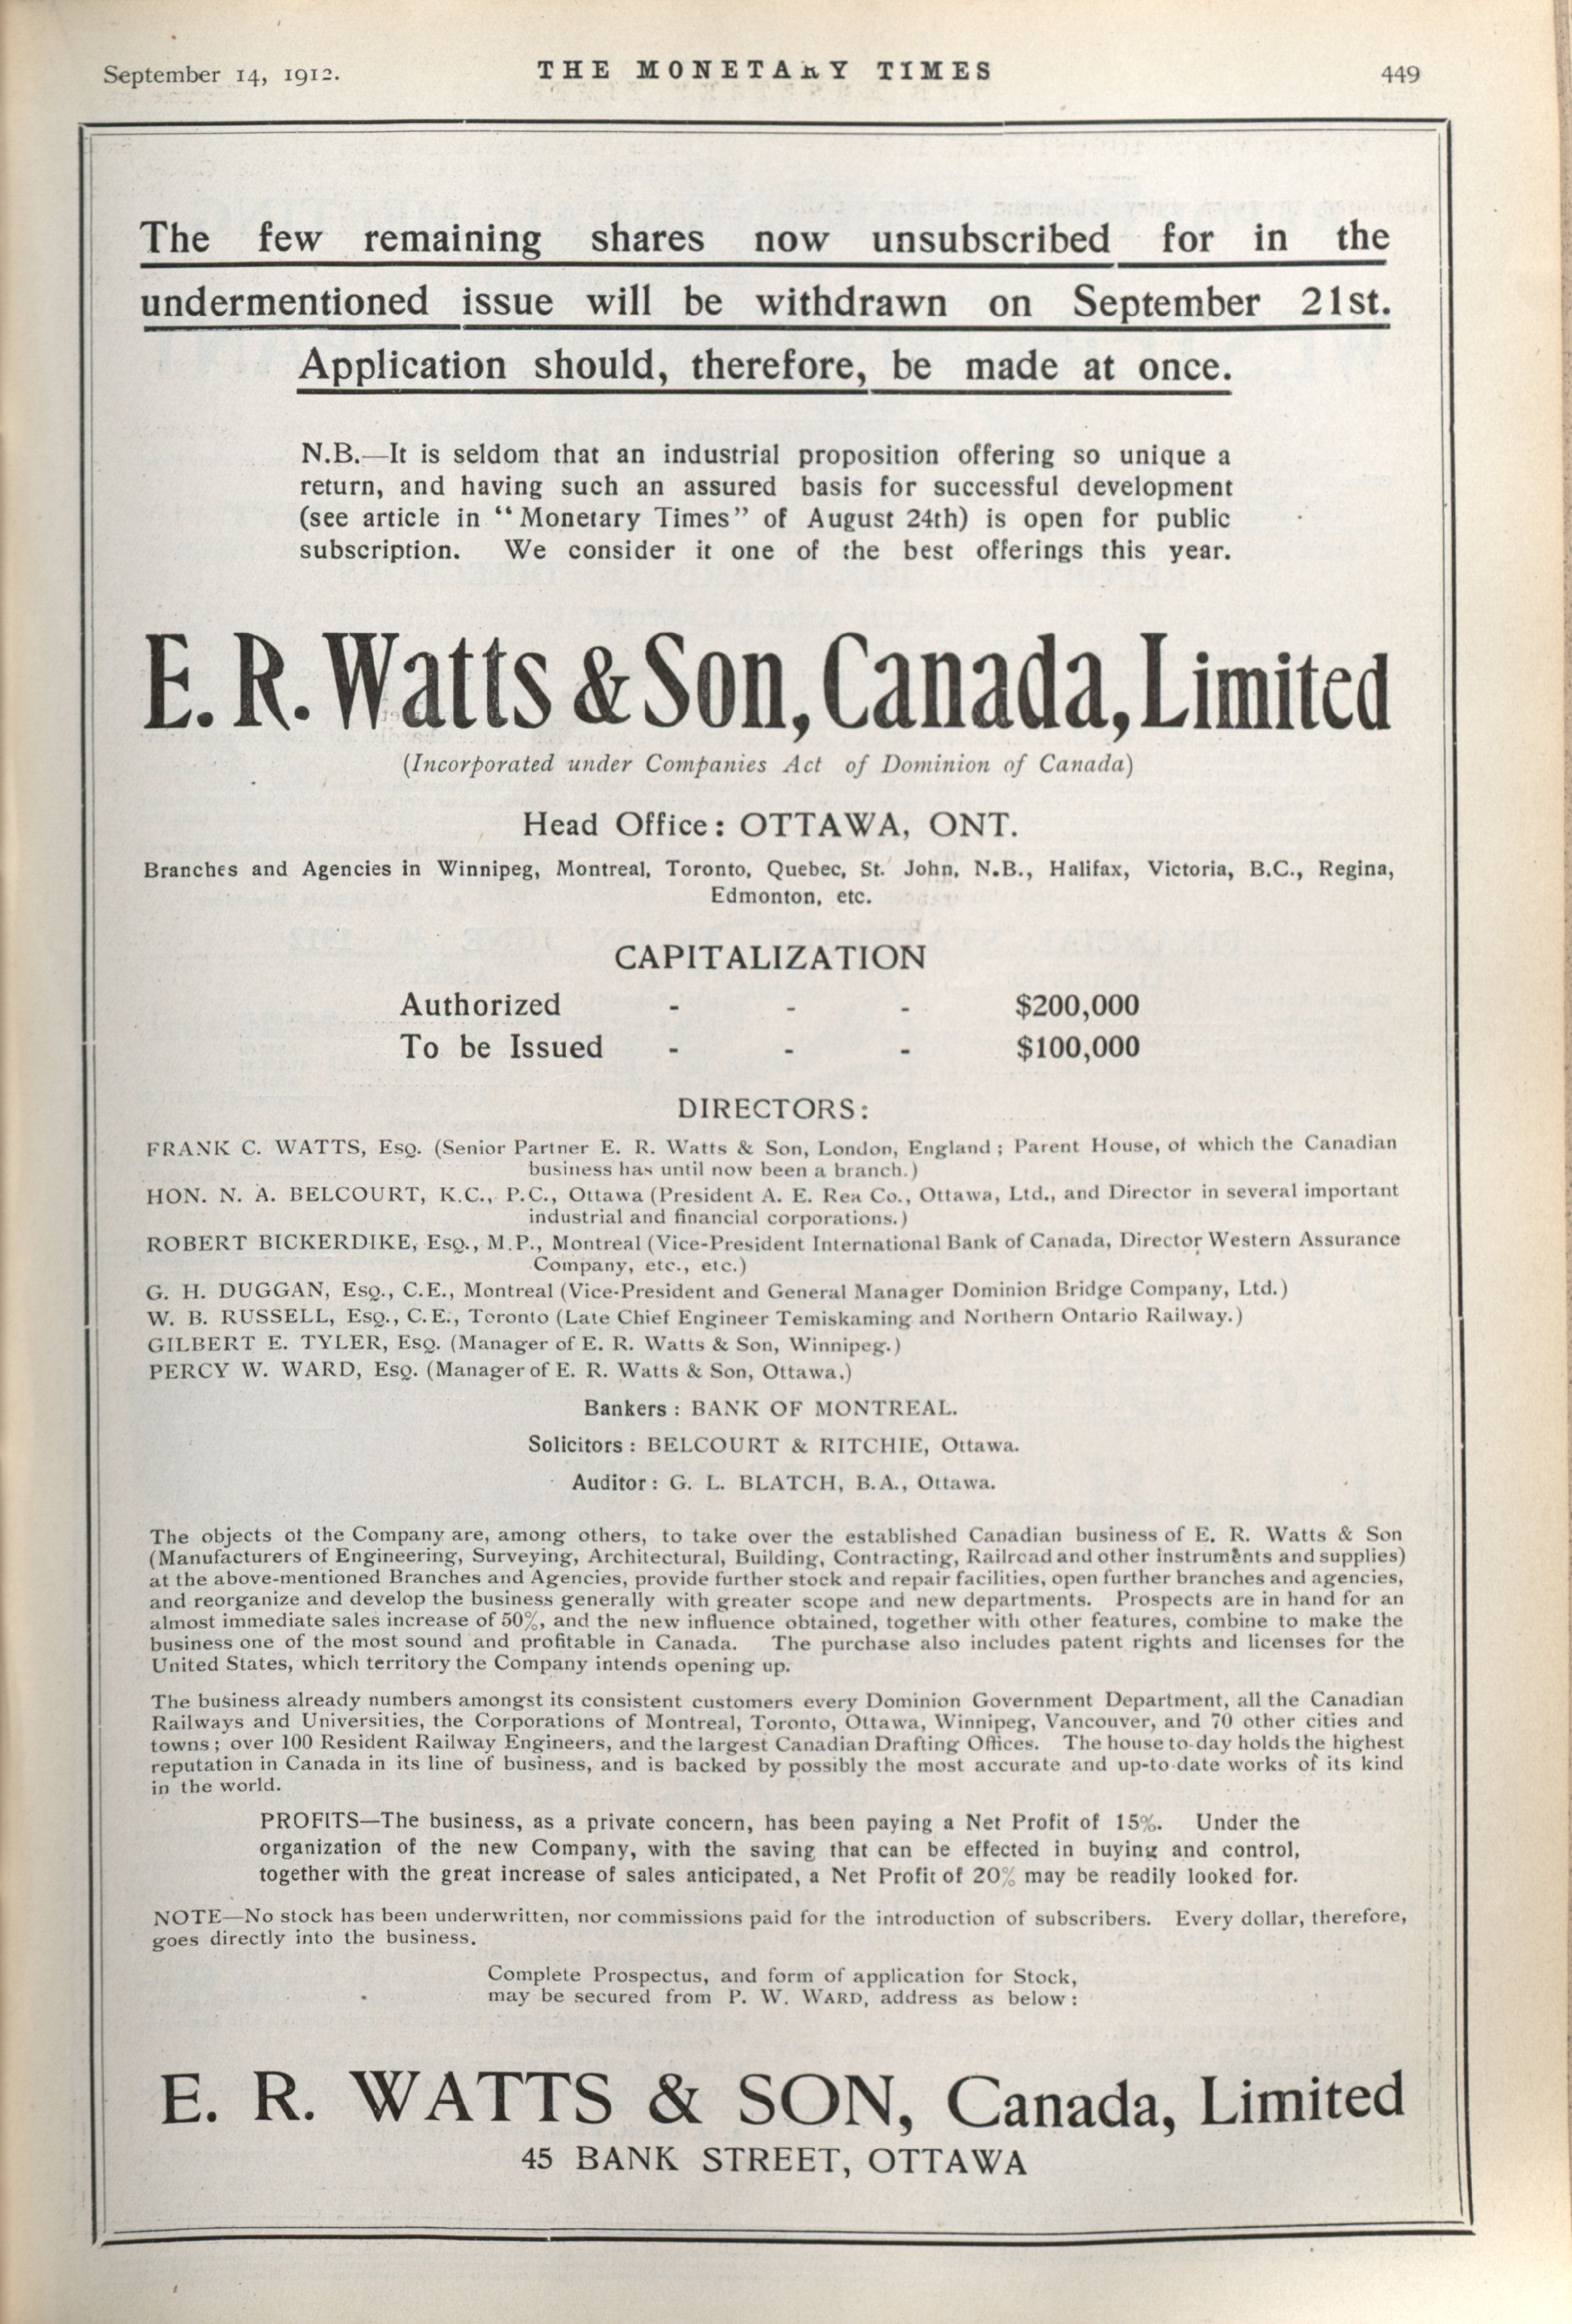 September 14, 1912.
THE MONETARY TIMES
449
The few remaining shares now unsubscribed for in the
undermentioned issue will be withdrawn on September 21st.
Application should, therefore, be made at once.
N.B.—It is seldom that an industrial proposition offering so unique a
return, and having such an assured basis for successful development
(see article in "Monetary Times" of August 24th) is open for public
subscription. We consider it one of the best offerings this year.
E. R. Watts & Son, Canada, Limited
(Incorporated under Companies Act of Dominion of Canada)
Head Office: OTTAWA, ONT.
Branches and Agencies in Winnipeg, Montreal, Toronto, Quebec, St. John, N.B., Halifax, Victoria, B.C., Regina,
Edmonton, etc.
CAPITALIZATION
Authorized - - - $200,000
To be Issued - - - $100,000
DIRECTORS:
FRANK C. WATTS, Esq. (Senior Partner E. R. Watts & Son, London, England; Parent House, of which the Canadian
business has until now been a branch.)
HON. N. A. BELCOURT, K.C., P.C., Ottawa (President A. E. Rea Co., Ottawa, Ltd., and Director in several important
industrial and financial corporations.)
ROBERT BICKERDIKE, Esq., M.P., Montreal (Vice-President International Bank of Canada, Director Western Assurance
Company, etc., etc.)
G. H. DUGGAN, Esq., C.E., Montreal (Vice-President and General Manager Dominion Bridge Company, Ltd.)
W. B. RUSSELL, Esq., C.E., Toronto (Late Chief Engineer Temiskaming and Northern Ontario Railway.)
GILBERT E. TYLER, Esq. (Manager of E. R. Watts & Son, Winnipeg.)
PERCY W. WARD, Esq. (Manager of E. R. Watts & Son, Ottawa.)
Bankers: BANK OF MONTREAL.
Solicitors: BELCOURT & RITCHIE, Ottawa.
Auditor: G. L. BLATCH, B.A., Ottawa.
The objects of the Company are, among others, to take over the established Canadian business of E. R. Watts & Son
(Manufacturers of Engineering, Surveying, Architectural, Building, Contracting, Railroad and other instruments and supplies)
at the above-mentioned Branches and Agencies, provide further stock and repair facilities, open further branches and agencies,
and reorganize and develop the business generally with greater scope and new departments. Prospects are in hand for an
almost immediate sales increase of 50%, and the new influence obtained, together with other features, combine to make the
business one of the most sound and profitable in Canada. The purchase also includes patent rights and licenses for the
United States, which territory the Company intends opening up.
The business already numbers amongst its consistent customers every Dominion Government Department, all the Canadian
Railways and Universities, the Corporations of Montreal, Toronto, Ottawa, Winnipeg, Vancouver, and 70 other cities and
towns; over 100 Resident Railway Engineers, and the largest Canadian Drafting Offices. The house to-day holds the highest
reputation in Canada in its line of business, and is backed by possibly the most accurate and up-to-date works of its kind
in the world.
PROFITS—The business, as a private concern, has been paying a Net Profit of 15%. Under the
organization of the new Company, with the saving that can be effected in buying and control,
together with the great increase of sales anticipated, a Net Profit of 20% may be readily looked for.
NOTE—No stock has been underwritten, nor commissions paid for the introduction of subscribers. Every dollar, therefore,
goes directly into the business.
Complete Prospectus, and form of application for Stock,
may be secured from P. W. WARD, address as below:
E. R. WATTS & SON, Canada, Limited
45 BANK STREET, OTTAWA